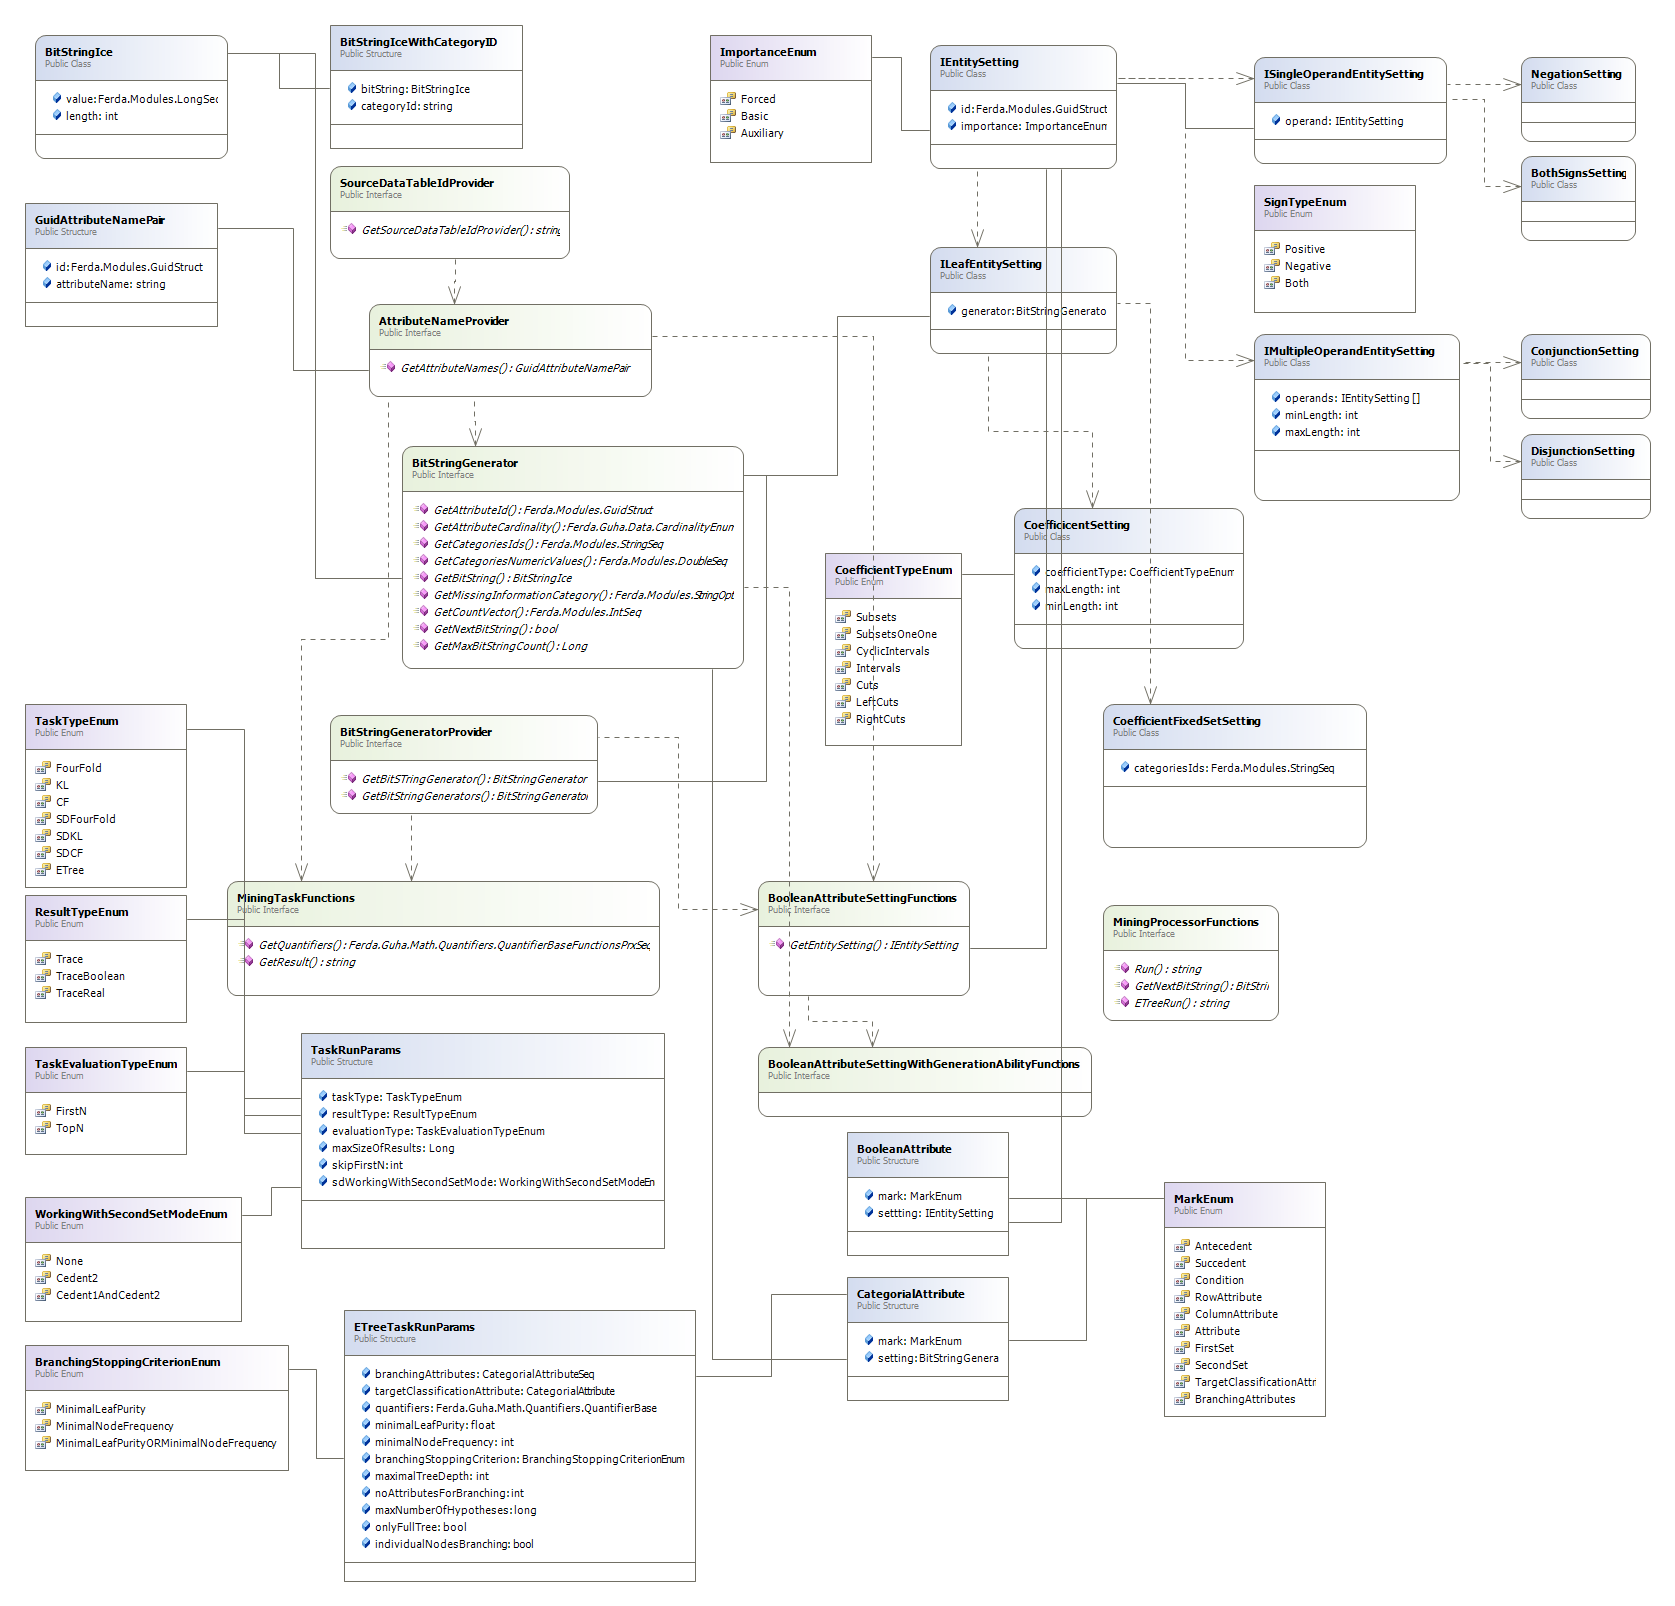 BitStringIce
Public Class
value:Ferda.Modules.LongSec
length: int
BitStringIceWithCategoryID
Public Structure
bitString: BitStringIce
categoryId: string
ImportanceEnum
Public Enum
Forced
Basic
Auxiliary
IEntitySetting
Public Class
id:Ferda.Modules.GuidStruct
importance: ImportanceEnum
ISingleOperandEntitySetting
Public Class
operand: IEntitySetting
NegationSetting
Public Class
BothSignsSetting
Public Class
SourceDataTableIdProvider
Public Interface
GetSourceDataTableIdProvider(): string
GuidAttributeNamePair
Public Structure
id:Ferda.Modules.GuidStruct
attributeName: string
SignTypeEnum
Public Enum
Positive
Negative
Both
ILeafEntitySetting
Public Class
generator:BitStringGenerato
AttributeNameProvider
Public Interface
GetAttributeNames(): GuidAttributeNamePair
IMultipleOperandEntitySetting
Public Class
operands: IEntitySetting[]
minLength: int
maxLength: int
ConjunctionSetting
Public Class
DisjunctionSetting
Public Class
BitStringGenerator
Public Interface
GetAttributeId(): Ferda.Modules.GuidStruct
GetAttributeCardinality(): Ferda.Guha.Data.CardinalityEnum
GetCategoriesIds(): Ferda.Modules.StringSeq
GetCategoriesNumericValues(): Ferda.Modules.DoubleSeq
GetBitString(): BitStringIce
GetMissingInformationCategory(): Ferda.Modules.StringOpt
GetCountVector(): Ferda.Modules.IntSeq
GetNextBitString(): bool
GetMaxBitStringCount(): Long
CoefficicentSetting
Public Class
coefficientType: CoefficientTypeEnum
maxLength: int
minLength: int
CoefficientTypeEnum
Public Enum
Subsets
SubsetsOneOne
CyclicIntervals
Intervals
Cuts
LeftCuts
RightCuts
TaskTypeEnum
Public Enum
FourFold
KL
CF
SDFourFold
SDKL
SDCF
ETree
BitStringGeneratorProvider
Public Interface
GetBitSTringGenerator(): BitStringGenerator
GetBitStringGenerators(): BitStringGenerator
CoefficientFixedSetSetting
Public Class
categoriesIds: Ferda.Modules.StringSeq
MiningTaskFunctions
Public Interface
GetQuantifiers(): Ferda.Guha.Math.Quantifiers.QuantifierBaseFunctionsPrxSeq
GetResult(): string
BooleanAttributeSettingFunctions
Public Interface
GetEntitySetting(): IEntitySetting
ResultTypeEnum
Public Enum
Trace
TraceBoolean
TraceReal
MiningProcessorFunctions
Public Interface
Run(): string
GetNextBitString(): BitStrin
ETreeRun(): string
TaskRunParams
Public Structure
taskType: TaskTypeEnum
resultType: ResultTypeEnum
evaluationType: TaskEvaluationTypeEnum
maxSizeOfResults: Long
skipFirstN:int
sdWorkingWithSecondSetMode: WorkingWithSecondSetModeEn
TaskEvaluationTypeEnum
Public Enum
FirstN
TopN
BooleanAttributeSettingWithGenerationAbilityFunctions
Public Interface
BooleanAttribute
Public Structure
mark: MarkEnum
settting: IEntitySetting
MarkEnum
Public Enum
Antecedent
Succedent
Condition
RowAttribute
ColumnAttribute
Attribute
FirstSet
SecondSet
TargetClassificationAttr
BranchingAttributes
WorkingWithSecondSetModeEnum
Public Enum
None
Cedent2
Cedent1AndCedent2
CategorialAttribute
Public Structure
mark: MarkEnum
setting:BitStringGenera
ETreeTaskRunParams
Public Structure
branchingAttributes: CategorialAttributeSeq
targetClassificationAttribute: CategorialAttribute
quantifiers: Ferda.Guha.Math.Quantifiers.QuantifierBase
minimalLeafPurity: float
minimalNodeFrequency: int
branchingStoppingCriterion: BranchingStoppingCriterionEnum
maximalTreeDepth: int
noAttributesForBranching:int
maxNumberOfHypotheses:long
onlyFullTree: bool
individualNodesBranching: bool
BranchingStoppingCriterionEnum
Public Enum
MinimalLeafPurity
MinimalNodeFrequency
MinimalLeafPurityORMinimalNodeFrequency